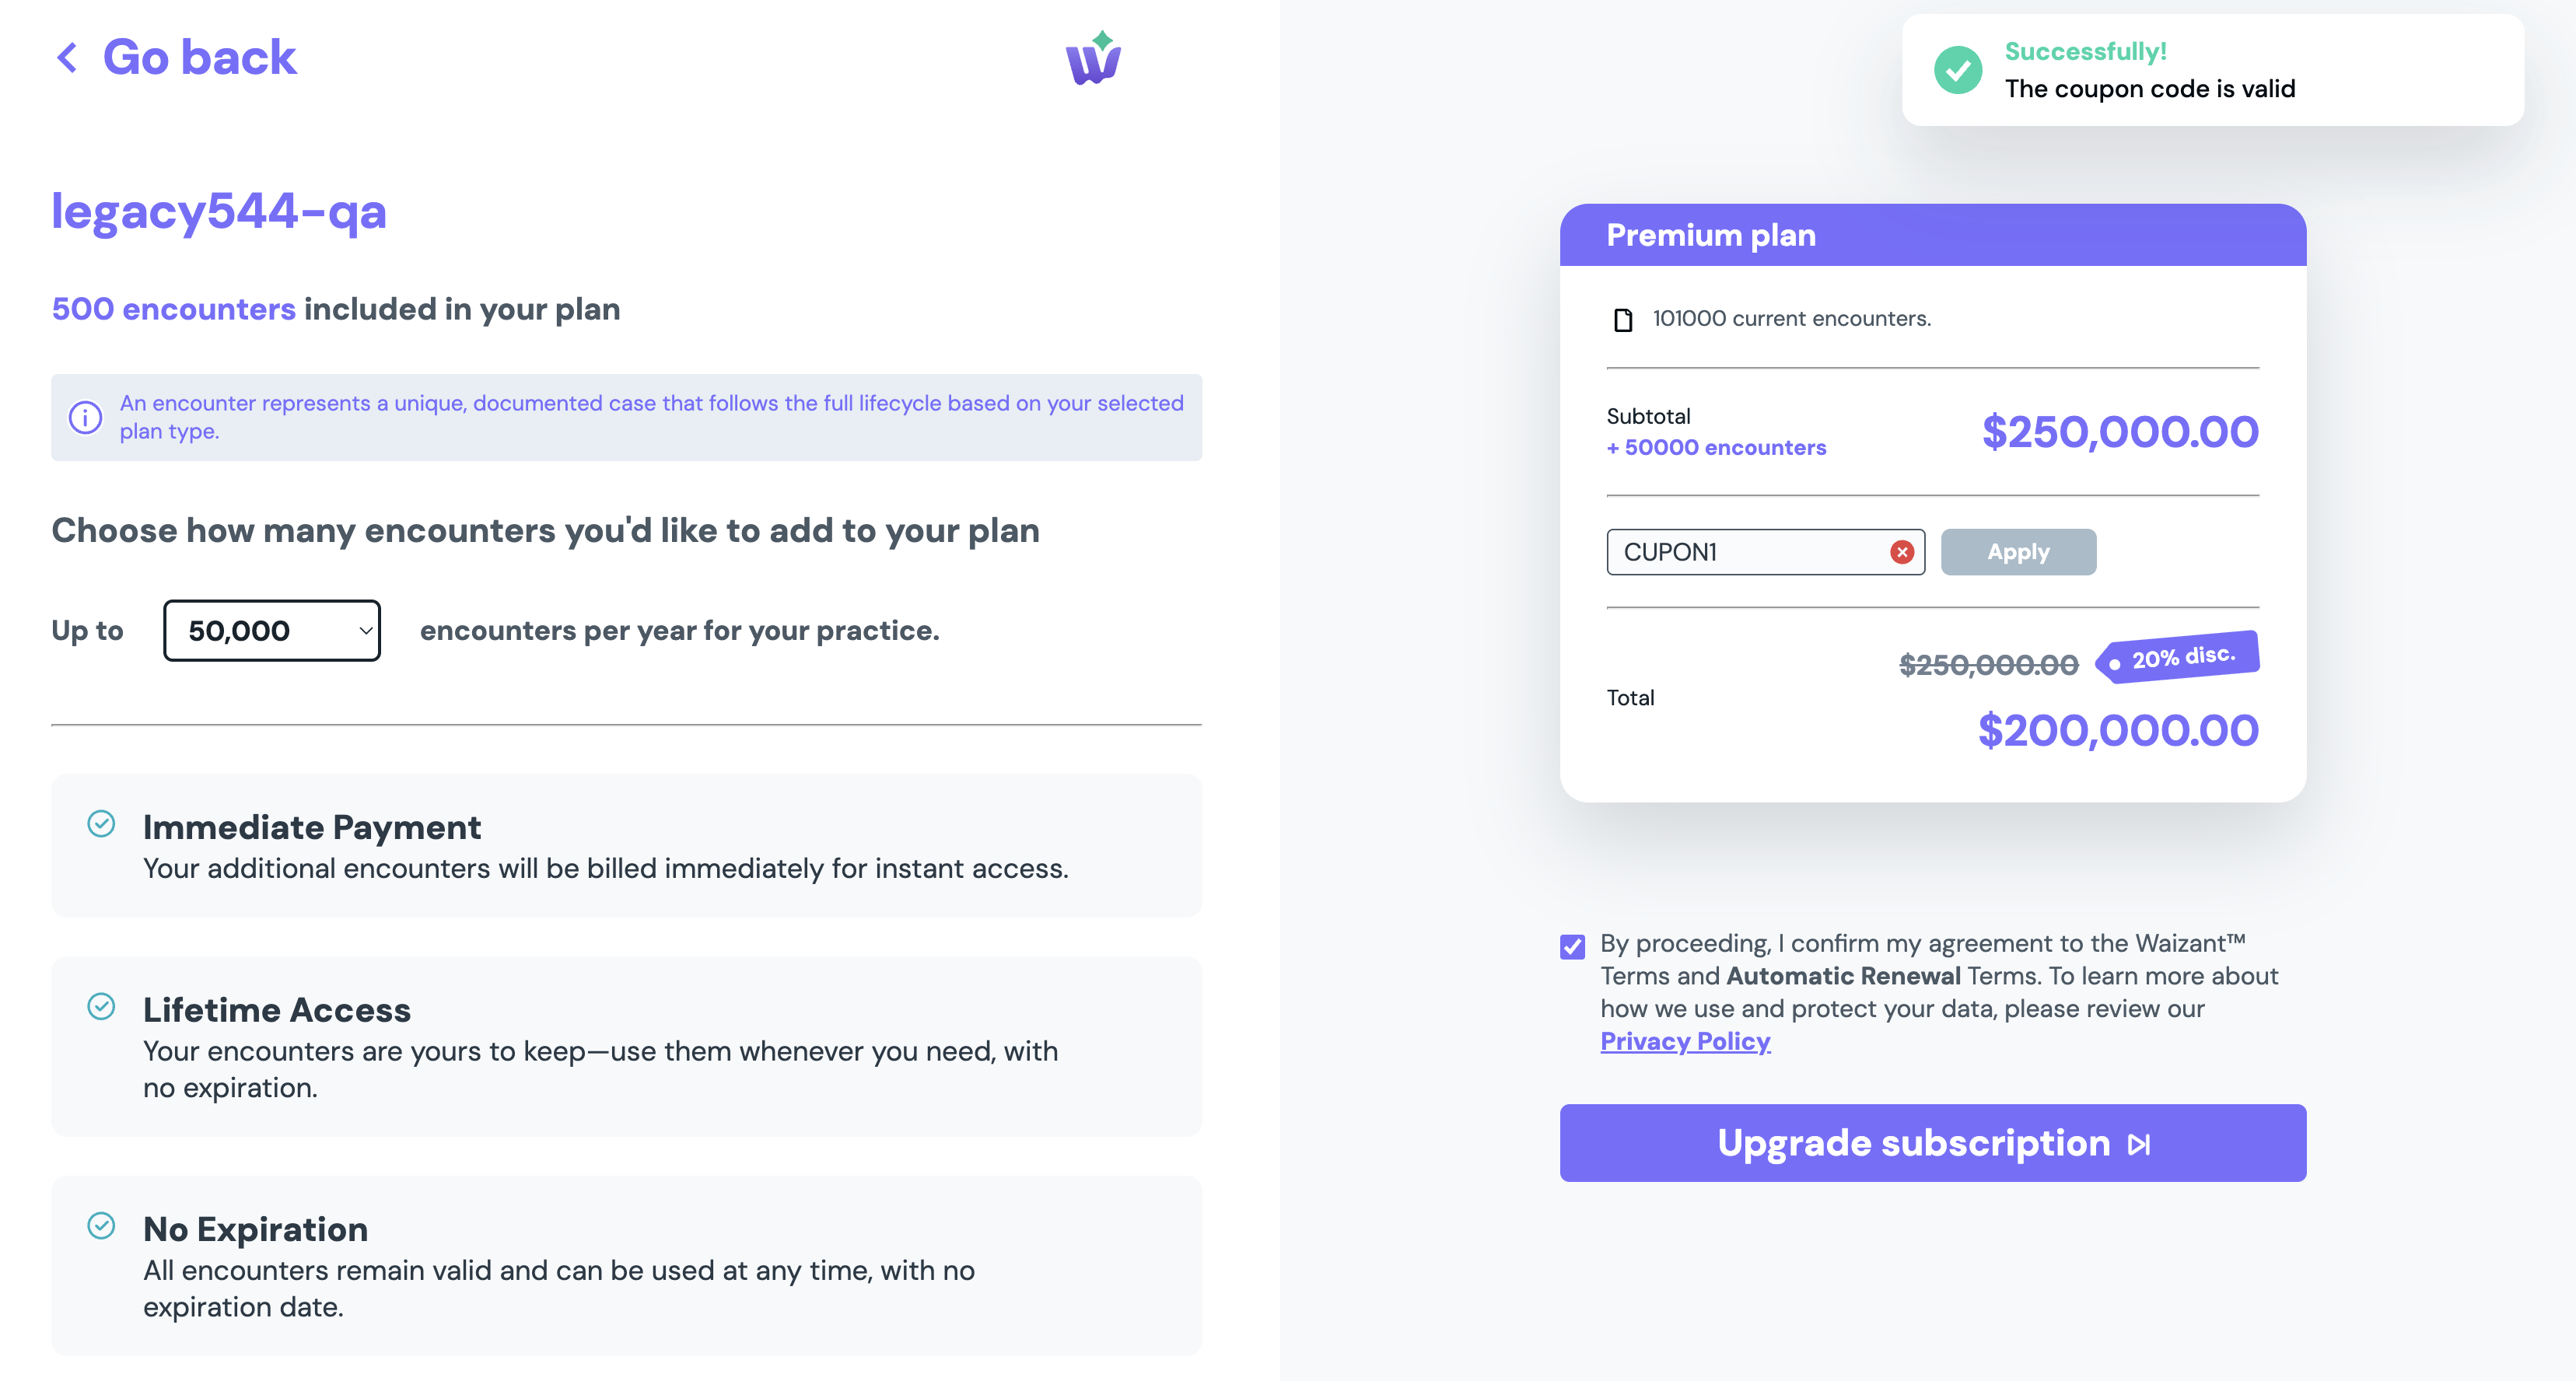 Go back
legacy544-qa
500 encounters included in your plan
An encounter represents a unique, documented case that follows the full lifecycle based on your selected
plan type.
Choose how many encounters you'd like to add to your plan
Up to 50,000 encounters per year for your practice.
Immediate Payment
Your additional encounters will be billed immediately for instant access.
Lifetime Access
Your encounters are yours to keep—use them whenever you need, with
no expiration.
No Expiration
All encounters remain valid and can be used at any time, with no
expiration date.
Successfully!
The coupon code is valid
Premium plan
101000 current encounters.
Subtotal
+ 50000 encounters
$250,000.00
CUPON1 Apply
$250,000.00 20% disc.
Total
$200,000.00
By proceeding, I confirm my agreement to the Waizant™
Terms and Automatic Renewal Terms. To learn more about
how we use and protect your data, please review our
Privacy Policy
Upgrade subscription